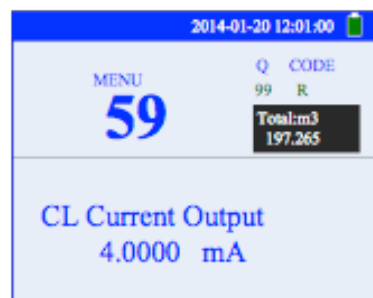 2014-01-20 12:01:00
MENU
59
Q CODE
99 R
Total:m3
197.265
CL Current Output
4.0000 mA